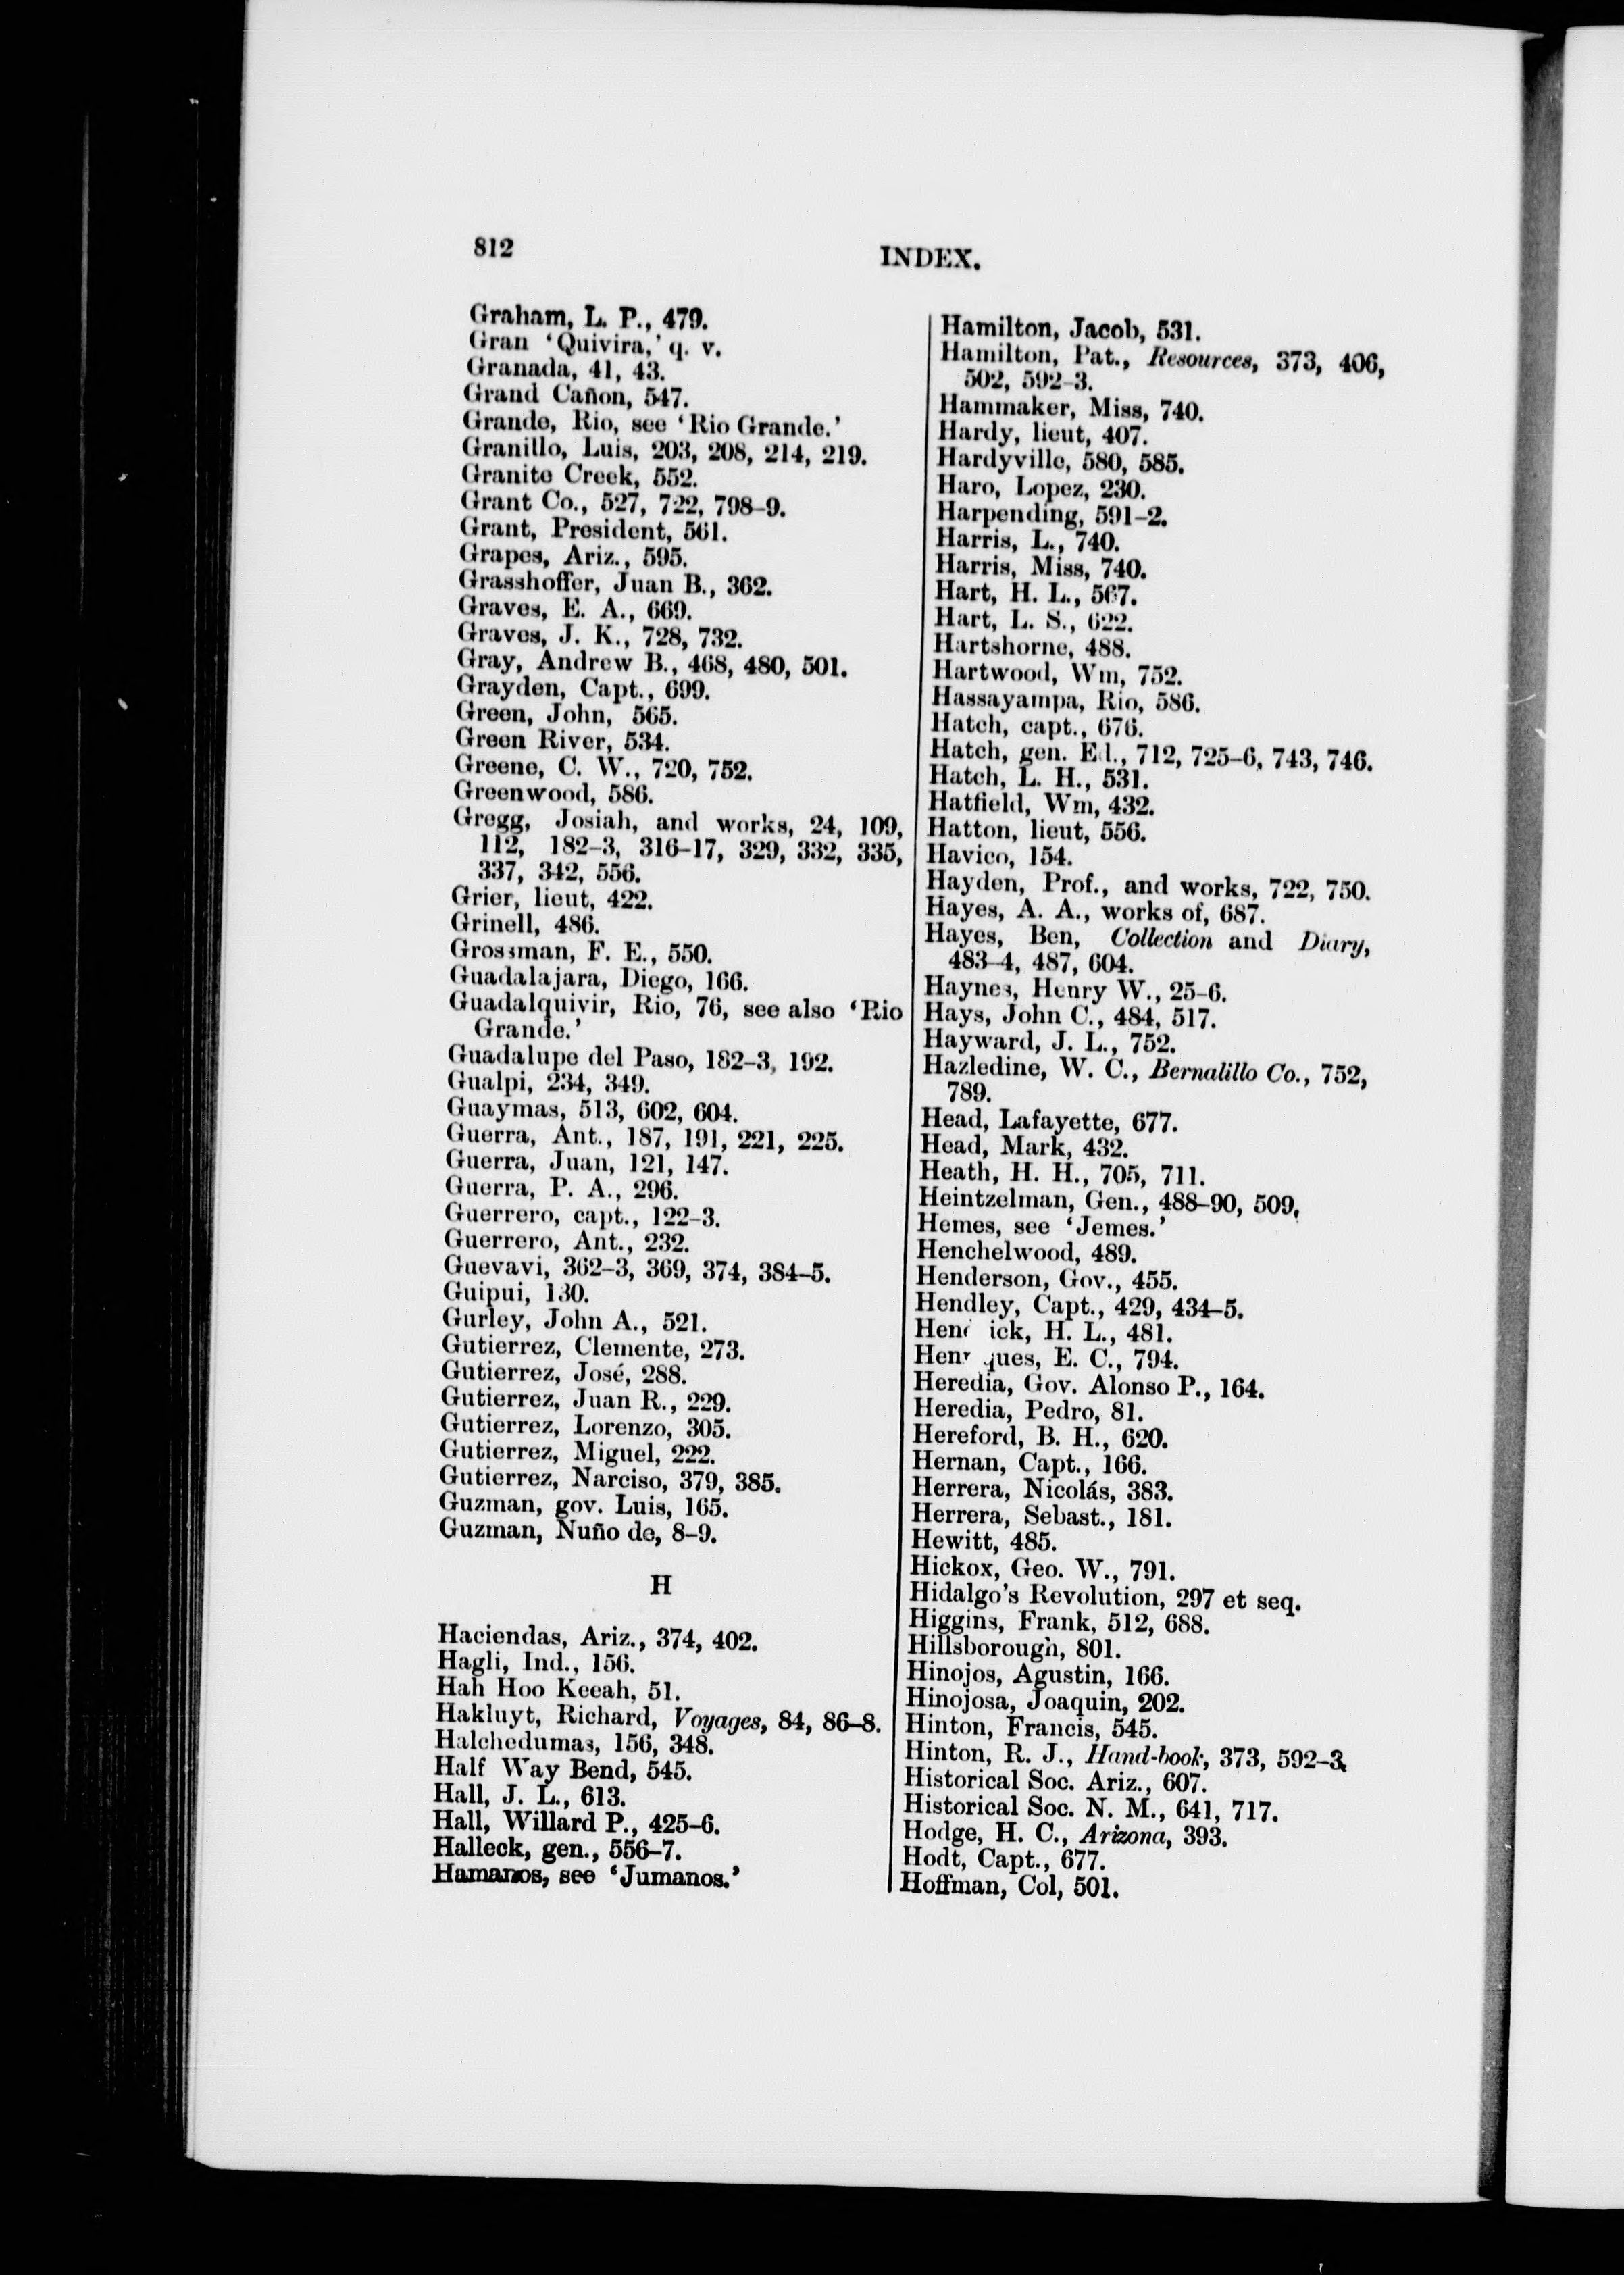 812
INDEX.
Graham, L. P., 479.
Gran ‘Quivira,’ q. v.
Granada, 41, 43.
Grand Cañon, 547.
Grande, Rio, see ‘Rio Grande.’
Granillo, Luis, 203, 208, 214, 219.
Granite Creek, 552.
Grant Co., 527, 722, 798–9.
Grant, President, 561.
Grapes, Ariz., 595.
Grasshoffer, Juan B., 362.
Graves, E. A., 669.
Graves, J. K., 728, 732.
Gray, Andrew B., 468, 480, 501.
Grayden, Capt., 699.
Green, John, 565.
Green River, 534.
Greene, C. W., 720, 752.
Greenwood, 586.
Gregg, Josiah, and works, 24, 109,
112, 182–3, 316–17, 329, 332, 335,
337, 342, 556.
Grier, lieut, 422.
Grinell, 486.
Grossman, F. E., 550.
Guadalajara, Diego, 166.
Guadalquivir, Rio, 76, see also ‘Rio
Grande.’
Guadalupe del Paso, 182–3, 192.
Gualpi, 234, 349.
Guaymas, 513, 602, 604.
Guerra, Ant., 187, 191, 221, 225.
Guerra, Juan, 121, 147.
Guerra, P. A., 296.
Guerrero, capt., 122–3.
Guerrero, Ant., 232.
Guevavi, 362–3, 369, 374, 384–5.
Guipui, 130.
Gurley, John A., 521.
Gutierrez, Clemente, 273.
Gutierrez, José, 288.
Gutierrez, Juan R., 229.
Gutierrez, Lorenzo, 305.
Gutierrez, Miguel, 222.
Gutierrez, Narciso, 379, 385.
Guzman, gov. Luis, 165.
Guzman, Nuño de, 8–9.
H
Haciendas, Ariz., 374, 402.
Hagli, Ind., 156.
Hah Hoo Keeah, 51.
Hakluyt, Richard, Voyages, 84, 86–8.
Halchedumas, 156, 348.
Half Way Bend, 545.
Hall, J. L., 613.
Hall, Willard P., 425–6.
Halleck, gen., 556–7.
Hamanos, see ‘Jumanos.’
Hamilton, Jacob, 531.
Hamilton, Pat., Resources, 373, 406,
502, 592–3.
Hammaker, Miss, 740.
Hardy, lieut, 407.
Hardyville, 580, 585.
Haro, Lopez, 230.
Harpending, 591–2.
Harris, L., 740.
Harris, Miss, 740.
Hart, H. L., 567.
Hart, L. S., 622.
Hartshorne, 488.
Hartwood, Wm, 752.
Hassayampa, Rio, 586.
Hatch, capt., 676.
Hatch, gen. Ed., 712, 725–6, 743, 746.
Hatch, L. H., 531.
Hatfield, Wm, 432.
Hatton, lieut, 556.
Havico, 154.
Hayden, Prof., and works, 722, 750.
Hayes, A. A., works of, 687.
Hayes, Ben, Collection and Diary,
483–4, 487, 604.
Haynes, Henry W., 25–6.
Hays, John C., 484, 517.
Hayward, J. L., 752.
Hazledine, W. C., Bernalillo Co., 752,
789.
Head, Lafayette, 677.
Head, Mark, 432.
Heath, H. H., 705, 711.
Heintzelman, Gen., 488–90, 509.
Hemes, see ‘Jemes.’
Henchelwood, 489.
Henderson, Gov., 455.
Hendley, Capt., 429, 434–5.
H. L., 481.
E. C., 794.
Heredia, Gov. Alonso P., 164.
Heredia, Pedro, 81.
Hereford, B. H., 620.
Hernan, Capt., 166.
Herrera, Nicolás, 383.
Herrera, Sebast., 181.
Hewitt, 485.
Hickox, Geo. W., 791.
Hidalgo’s Revolution, 297 et seq.
Higgins, Frank, 512, 688.
Hillsborough, 801.
Hinojos, Agustin, 166.
Hinojosa, Joaquin, 202.
Hinton, Francis, 545.
Hinton, R. J., Hand-book, 373, 592–3.
Historical Soc. Ariz., 607.
Historical Soc. N. M., 641, 717.
Hodge, H. C., Arizona, 393.
Hodt, Capt., 677.
Hoffman, Col, 501.